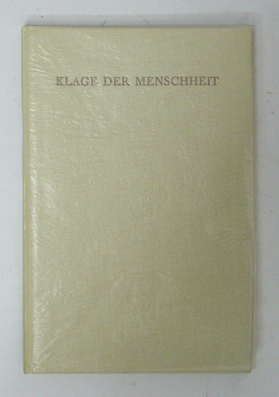 KLAGE DER MENSCHHEIT